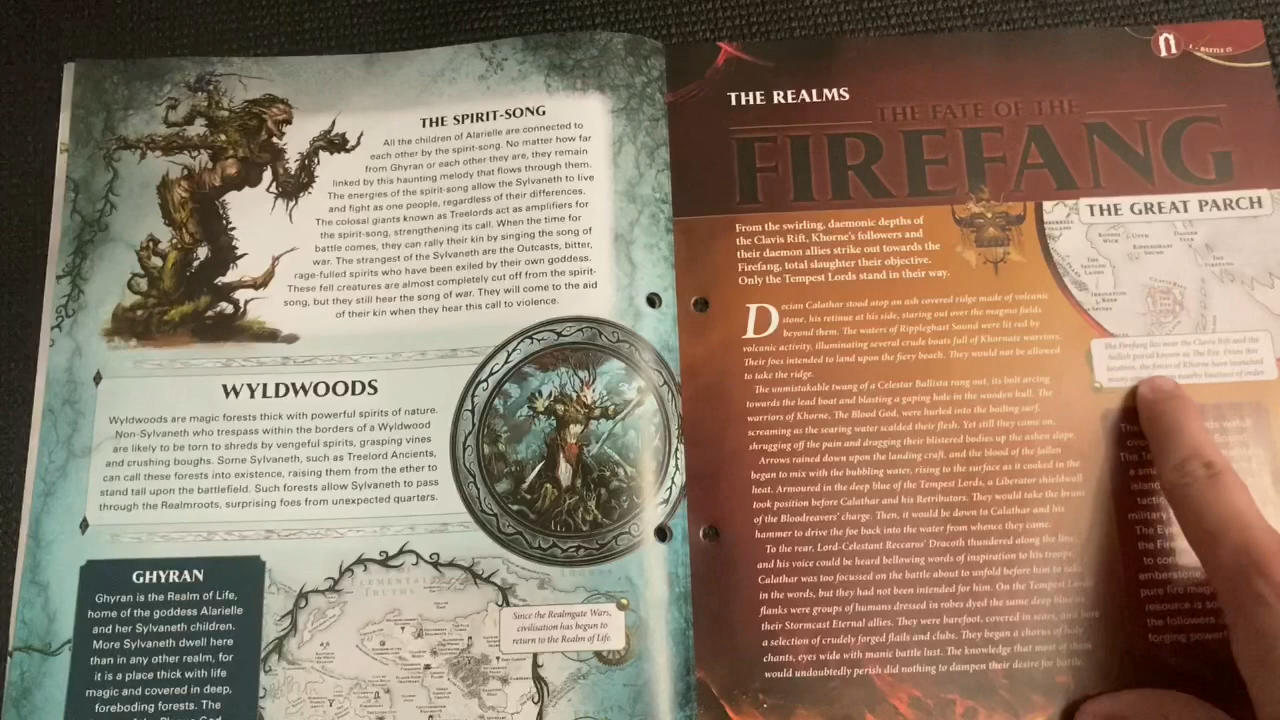 THE SPIRIT-SONG
All the children of Alarielle are connected to
each other by the spirit-song. No matter how far
from Ghyran or each other they are, they remain
linked by this haunting melody that flows through them.
The energies of the spirit-song allow the Sylvaneth to live
and fight as one people, regardless of their differences.
The colossal giants known as Treelords act as amplifiers for
the spirit-song, strengthening its call. When the time for
battle comes, they can rally their kin by singing the song of
war. The strangest of the Sylvaneth are the Outcasts, bitter,
rage-fulled spirits who have been exiled by their own goddess.
These fell creatures are almost completely cut off from the spirit-
song, but they still hear the song of war. They will come to the aid
of their kin when they hear this call to violence.
WYLDWOODS
Wyldwoods are magic forests thick with powerful spirits of nature.
Non-Sylvaneth who trespass within the borders of a Wyldwood
are likely to be torn to shreds by vengeful spirits, grasping vines
and crushing boughs. Some Sylvaneth, such as Treelord Ancients,
can call these forests into existence, raising them from the ether to
stand tall upon the battlefield. Such forests allow Sylvaneth to pass
through the Realmroots, surprising foes from unexpected quarters.
GHYRAN
Ghyran is the Realm of Life,
home of the goddess Alarielle
and her Sylvaneth children.
More Sylvaneth dwell here
than in any other realm, for
it is a place thick with life
magic and covered in deep,
foreboding forests. The
ELEMENTAL
TRUTHS
Since the Realmgate Wars,
civilisation has begun to
return to the Realm of Life.
THE REALMS
THE FATE OF THE
FIREFANG
From the swirling, daemonic depths of
the Clavis Rift, Khorne's followers and
their daemon allies strike out towards the
Firefang, total slaughter their objective.
Only the Tempest Lords stand in their way.
Decian Calathar stood atop an ash covered ridge made of volcanic
stone, his retinue at his side, staring out over the magma fields
beyond them. The waters of Rippleghast Sound were lit red by
volcanic activity, illuminating several crude boats full of Khornate warriors.
Their foes intended to land upon the fiery beach. They would not be allowed
to take the ridge.
The unmistakable twang of a Celestar Ballista rang out, its bolt arcing
towards the lead boat and blasting a gaping hole in the wooden hull. The
warriors of Khorne, The Blood God, were hurled into the boiling surf,
screaming as the searing water scalded their flesh. Yet still they came on,
shrugging off the pain and dragging their blistered bodies up the ashen slope.
Arrows rained down upon the landing craft, and the blood of the fallen
began to mix with the bubbling water, rising to the surface as it cooked in the
heat. Armoured in the deep blue of the Tempest Lords, a Liberator shieldwall
took position before Calathar and his Retributors. They would take the brunt
of the Bloodreavers' charge. Then, it would be down to Calathar and his
hammer to drive the foe back into the water from whence they came.
To the rear, Lord-Celestant Reccaros' Dracoth thundered along the line,
and his voice could be heard bellowing words of inspiration to his troops.
Calathar was too focussed on the battle about to unfold before him to take
in the words, but they had not been intended for him. On the Tempest Lords
flanks were groups of humans dressed in robes dyed the same deep blue as
their Stormcast Eternal allies. They were barefoot, covered in scars, and bore
a selection of crudely forged flails and clubs. They began a chorus of holy
chants, eyes wide with manic battle lust. The knowledge that most of them
would undoubtedly perish did nothing to dampen their desire for battle.
THE GREAT PARCH
The Firefang lies near the Clavis Rift and the
hellish portal known as The Fire. From this
location, the forces of Khorne have launched